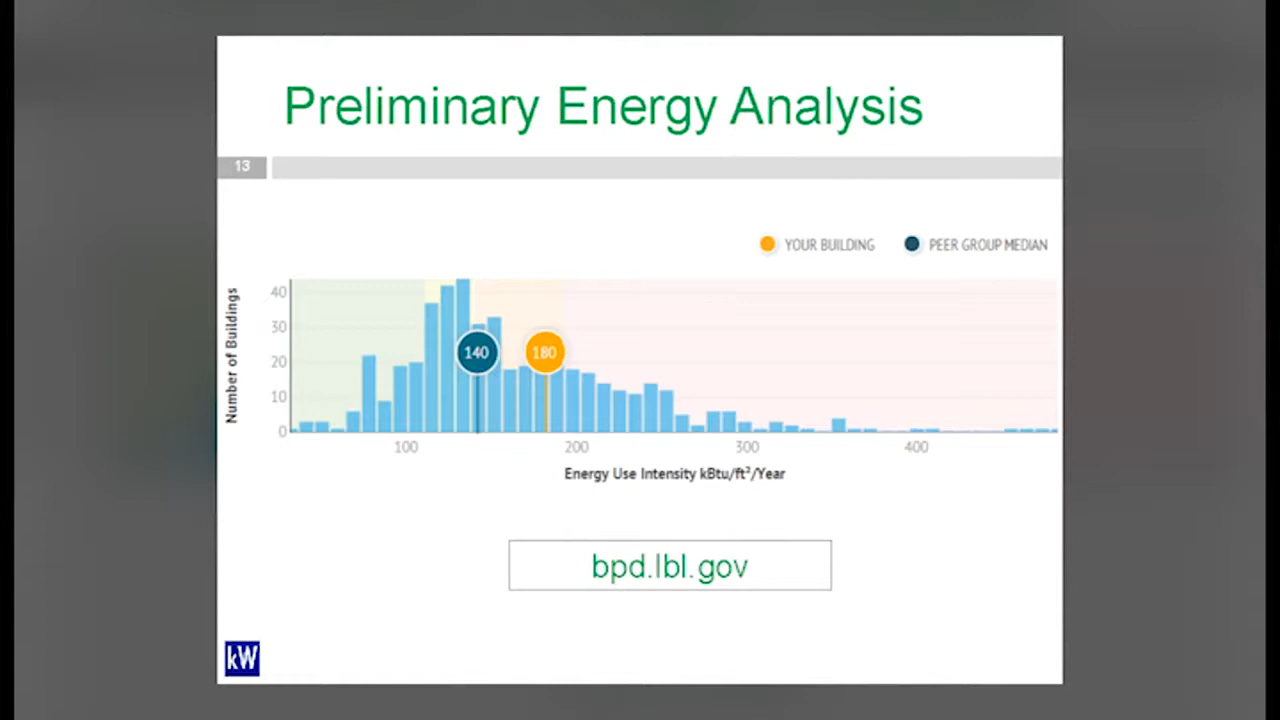 Preliminary Energy Analysis
13
YOUR BUILDING
PEER GROUP MEDIAN
Number of Buildings
40
30
20
10
0
140
180
100
200
300
400
Energy Use Intensity kBtu/ft²/Year
bpd.lbl.gov
kW